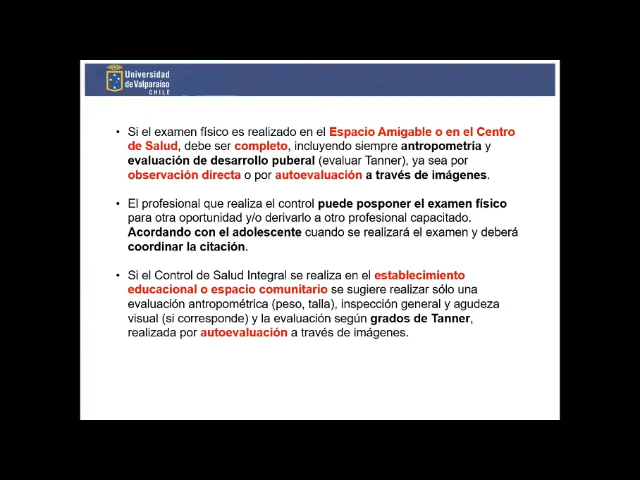 Universidad
de Valparaíso
CHILE
• Si el examen físico es realizado en el Espacio Amigable o en el Centro
de Salud, debe ser completo, incluyendo siempre antropometría y
evaluación de desarrollo puberal (evaluar Tanner), ya sea por
observación directa o por autoevaluación a través de imágenes.
• El profesional que realiza el control puede posponer el examen físico
para otra oportunidad y/o derivarlo a otro profesional capacitado.
Acordando con el adolescente cuando se realizará el examen y deberá
coordinar la citación.
• Si el Control de Salud Integral se realiza en el establecimiento
educacional o espacio comunitario se sugiere realizar sólo una
evaluación antropométrica (peso, talla), inspección general y agudeza
visual (si corresponde) y la evaluación según grados de Tanner,
realizada por autoevaluación a través de imágenes.